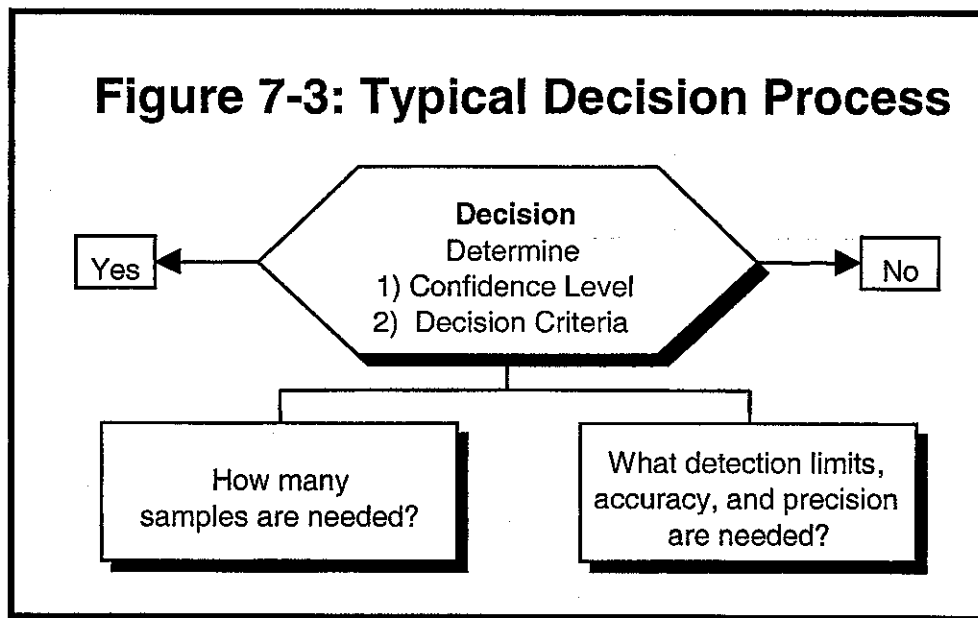 Figure 7-3: Typical Decision Process
Decision
Determine
1) Confidence Level
2) Decision Criteria
Yes
No
How many
samples are needed?
What detection limits,
accuracy, and precision
are needed?